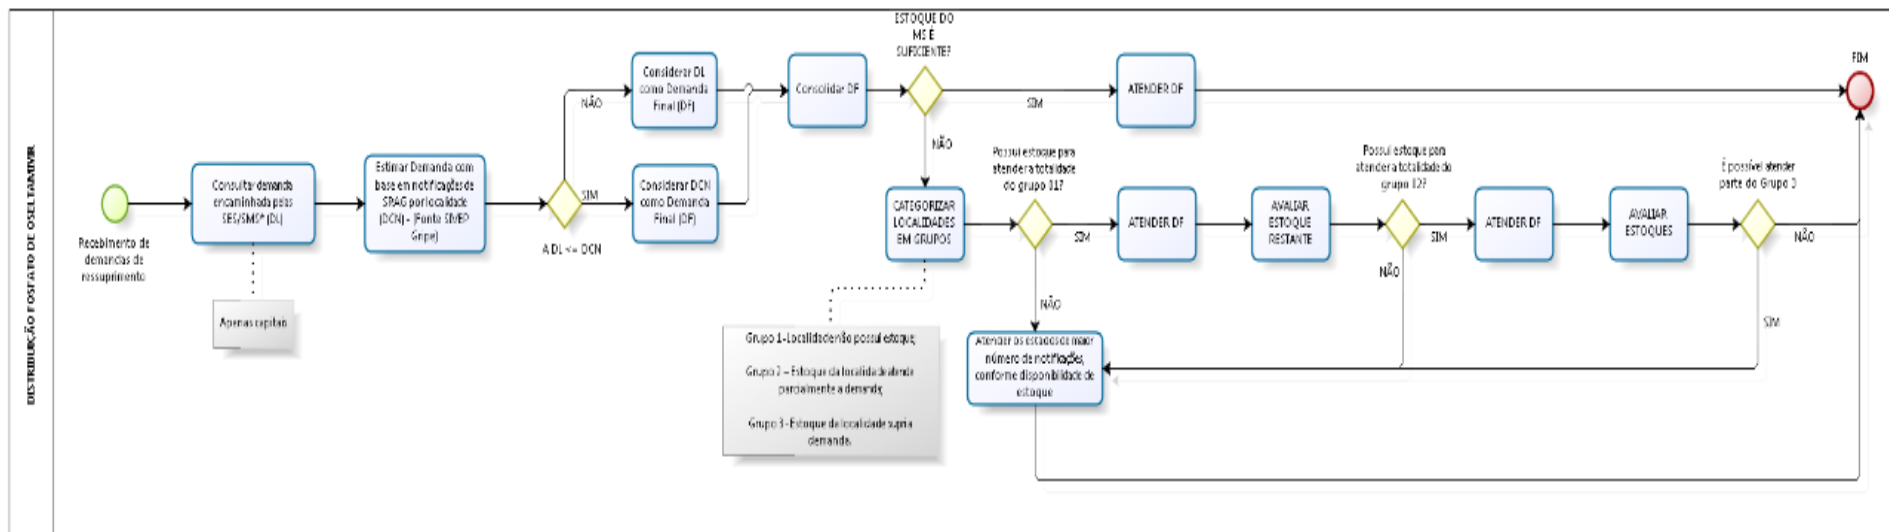 DISTRIBUIÇÃO FOSFATO DE OSELTAMIVIR
Recebimento de
demandas de
ressuprimento
Consultar demanda
encaminhada pelas
SES/SMS* (DL)
Apenas capitais
Estimar Demanda com
base em notificações de
SRAG por localidade
(DCN) - (Fonte SIVEP
Gripe)
A DL <= DCN
NÃO
SIM
Considerar DL
como Demanda
Final (DF)
Considerar DCN
como Demanda
Final (DF)
Consolidar DF
ESTOQUE DO
MS É
SUFICIENTE?
SIM
NÃO
ATENDER DF
FIM
CATEGORIZAR
LOCALIDADES
EM GRUPOS
Grupo 1- Localidade não possui estoque;
Grupo 2 – Estoque da localidade atende
parcialmente a demanda;
Grupo 3 - Estoque da localidade supri a
demanda.
Possui estoque para
atender a totalidade
do grupo 01?
SIM
NÃO
ATENDER DF
AVALIAR
ESTOQUE
RESTANTE
Possui estoque para
atender a totalidade do
grupo 02?
SIM
NÃO
ATENDER DF
AVALIAR
ESTOQUES
É possível atender
parte do Grupo 3
NÃO
SIM
Atender os estados de maior
número de notificações,
conforme disponibilidade de
estoque